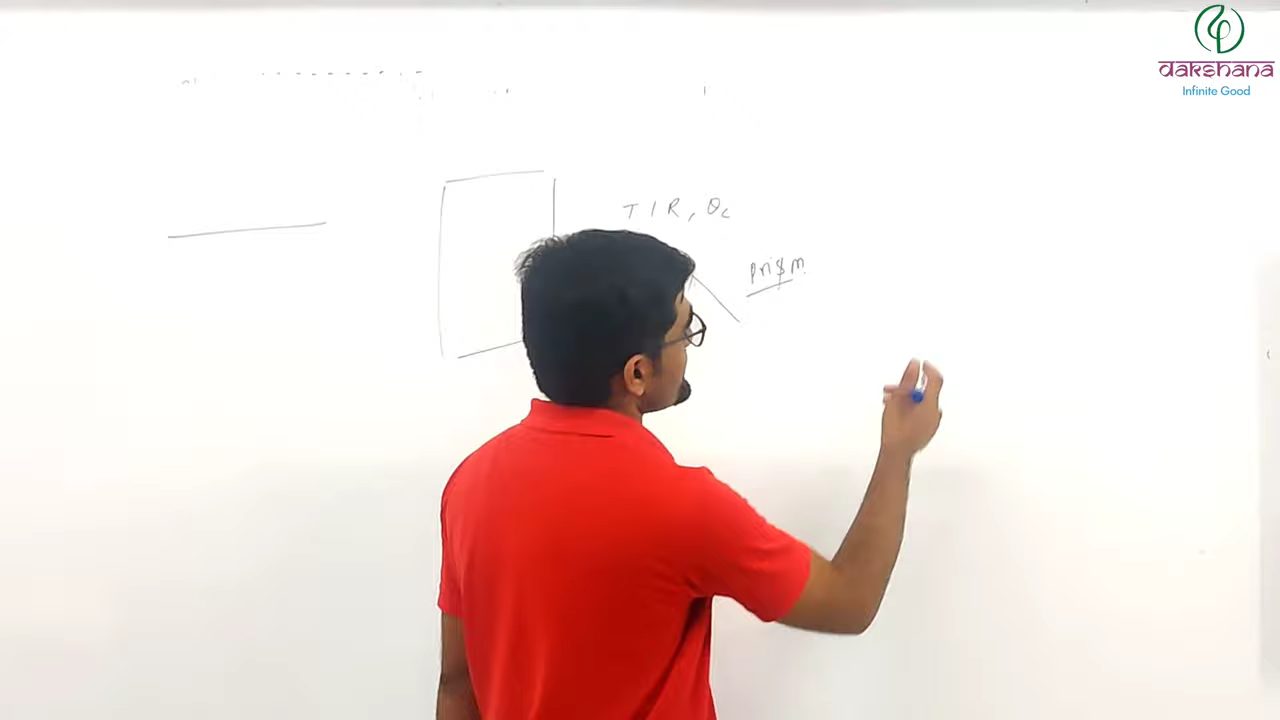 dakshana
Infinite Good
TIR, θc
prism